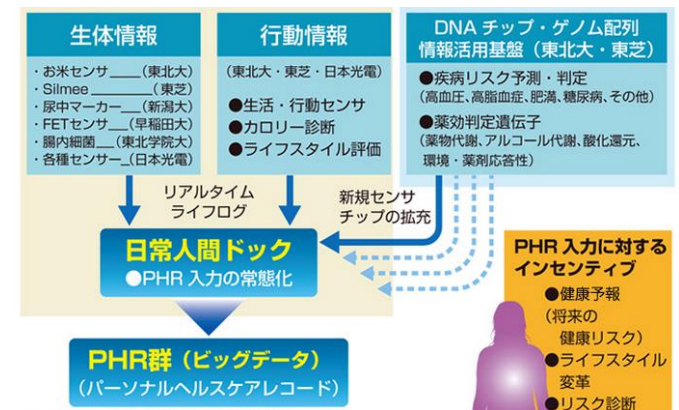 生体情報
・お米センサ____(東北大)
・Silmee________(東芝)
・尿中マーカー___(新潟大)
・FETセンサ__(早稲田大)
・腸内細菌__(東北学院大)
・各種センサー_(日本光電)
行動情報
(東北大・東芝・日本光電)
●生活・行動センサ
●カロリー診断
●ライフスタイル評価
DNA チップ・ゲノム配列
情報活用基盤（東北大・東芝）
●疾病リスク予測・判定
(高血圧、高脂血症、肥満、糖尿病、その他)
●薬効判定遺伝子
(薬物代謝、アルコール代謝、酸化還元、
環境・薬剤応答性)
リアルタイム
ライフログ
新規センサ
チップの拡充
日常人間ドック
●PHR 入力の常態化
PHR群（ビッグデータ）
(パーソナルヘルスケアレコード)
PHR 入力に対する
インセンティブ
●健康予報
(将来の
健康リスク)
●ライフスタイル
変革
●リスク診断